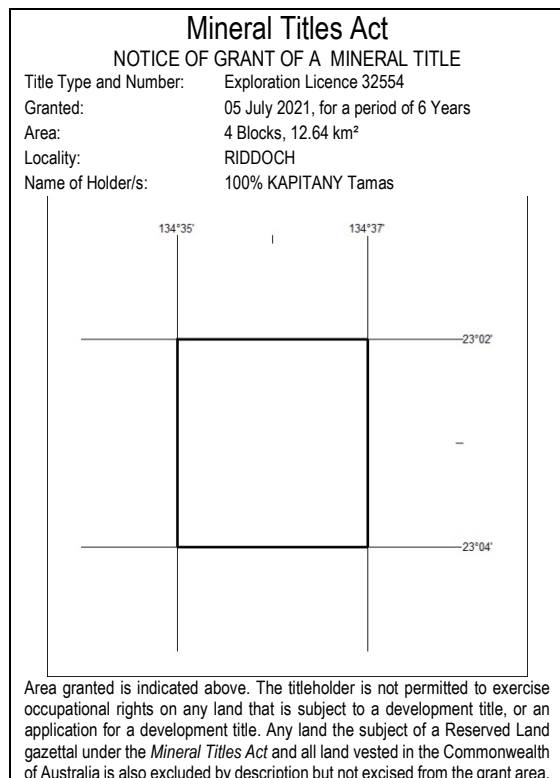 Mineral Titles Act
NOTICE OF GRANT OF A MINERAL TITLE
Title Type and Number: Exploration Licence 32554
Granted: 05 July 2021, for a period of 6 Years
Area: 4 Blocks, 12.64 km²
Locality: RIDDOCH
Name of Holder/s: 100% KAPITANY Tamas
134°35' 134°37'
23°02'
23°04'
Area granted is indicated above. The titleholder is not permitted to exercise
occupational rights on any land that is subject to a development title, or an
application for a development title. Any land the subject of a Reserved Land
gazettal under the Mineral Titles Act and all land vested in the Commonwealth
of Australia is also excluded by description but not excised from the grant area.